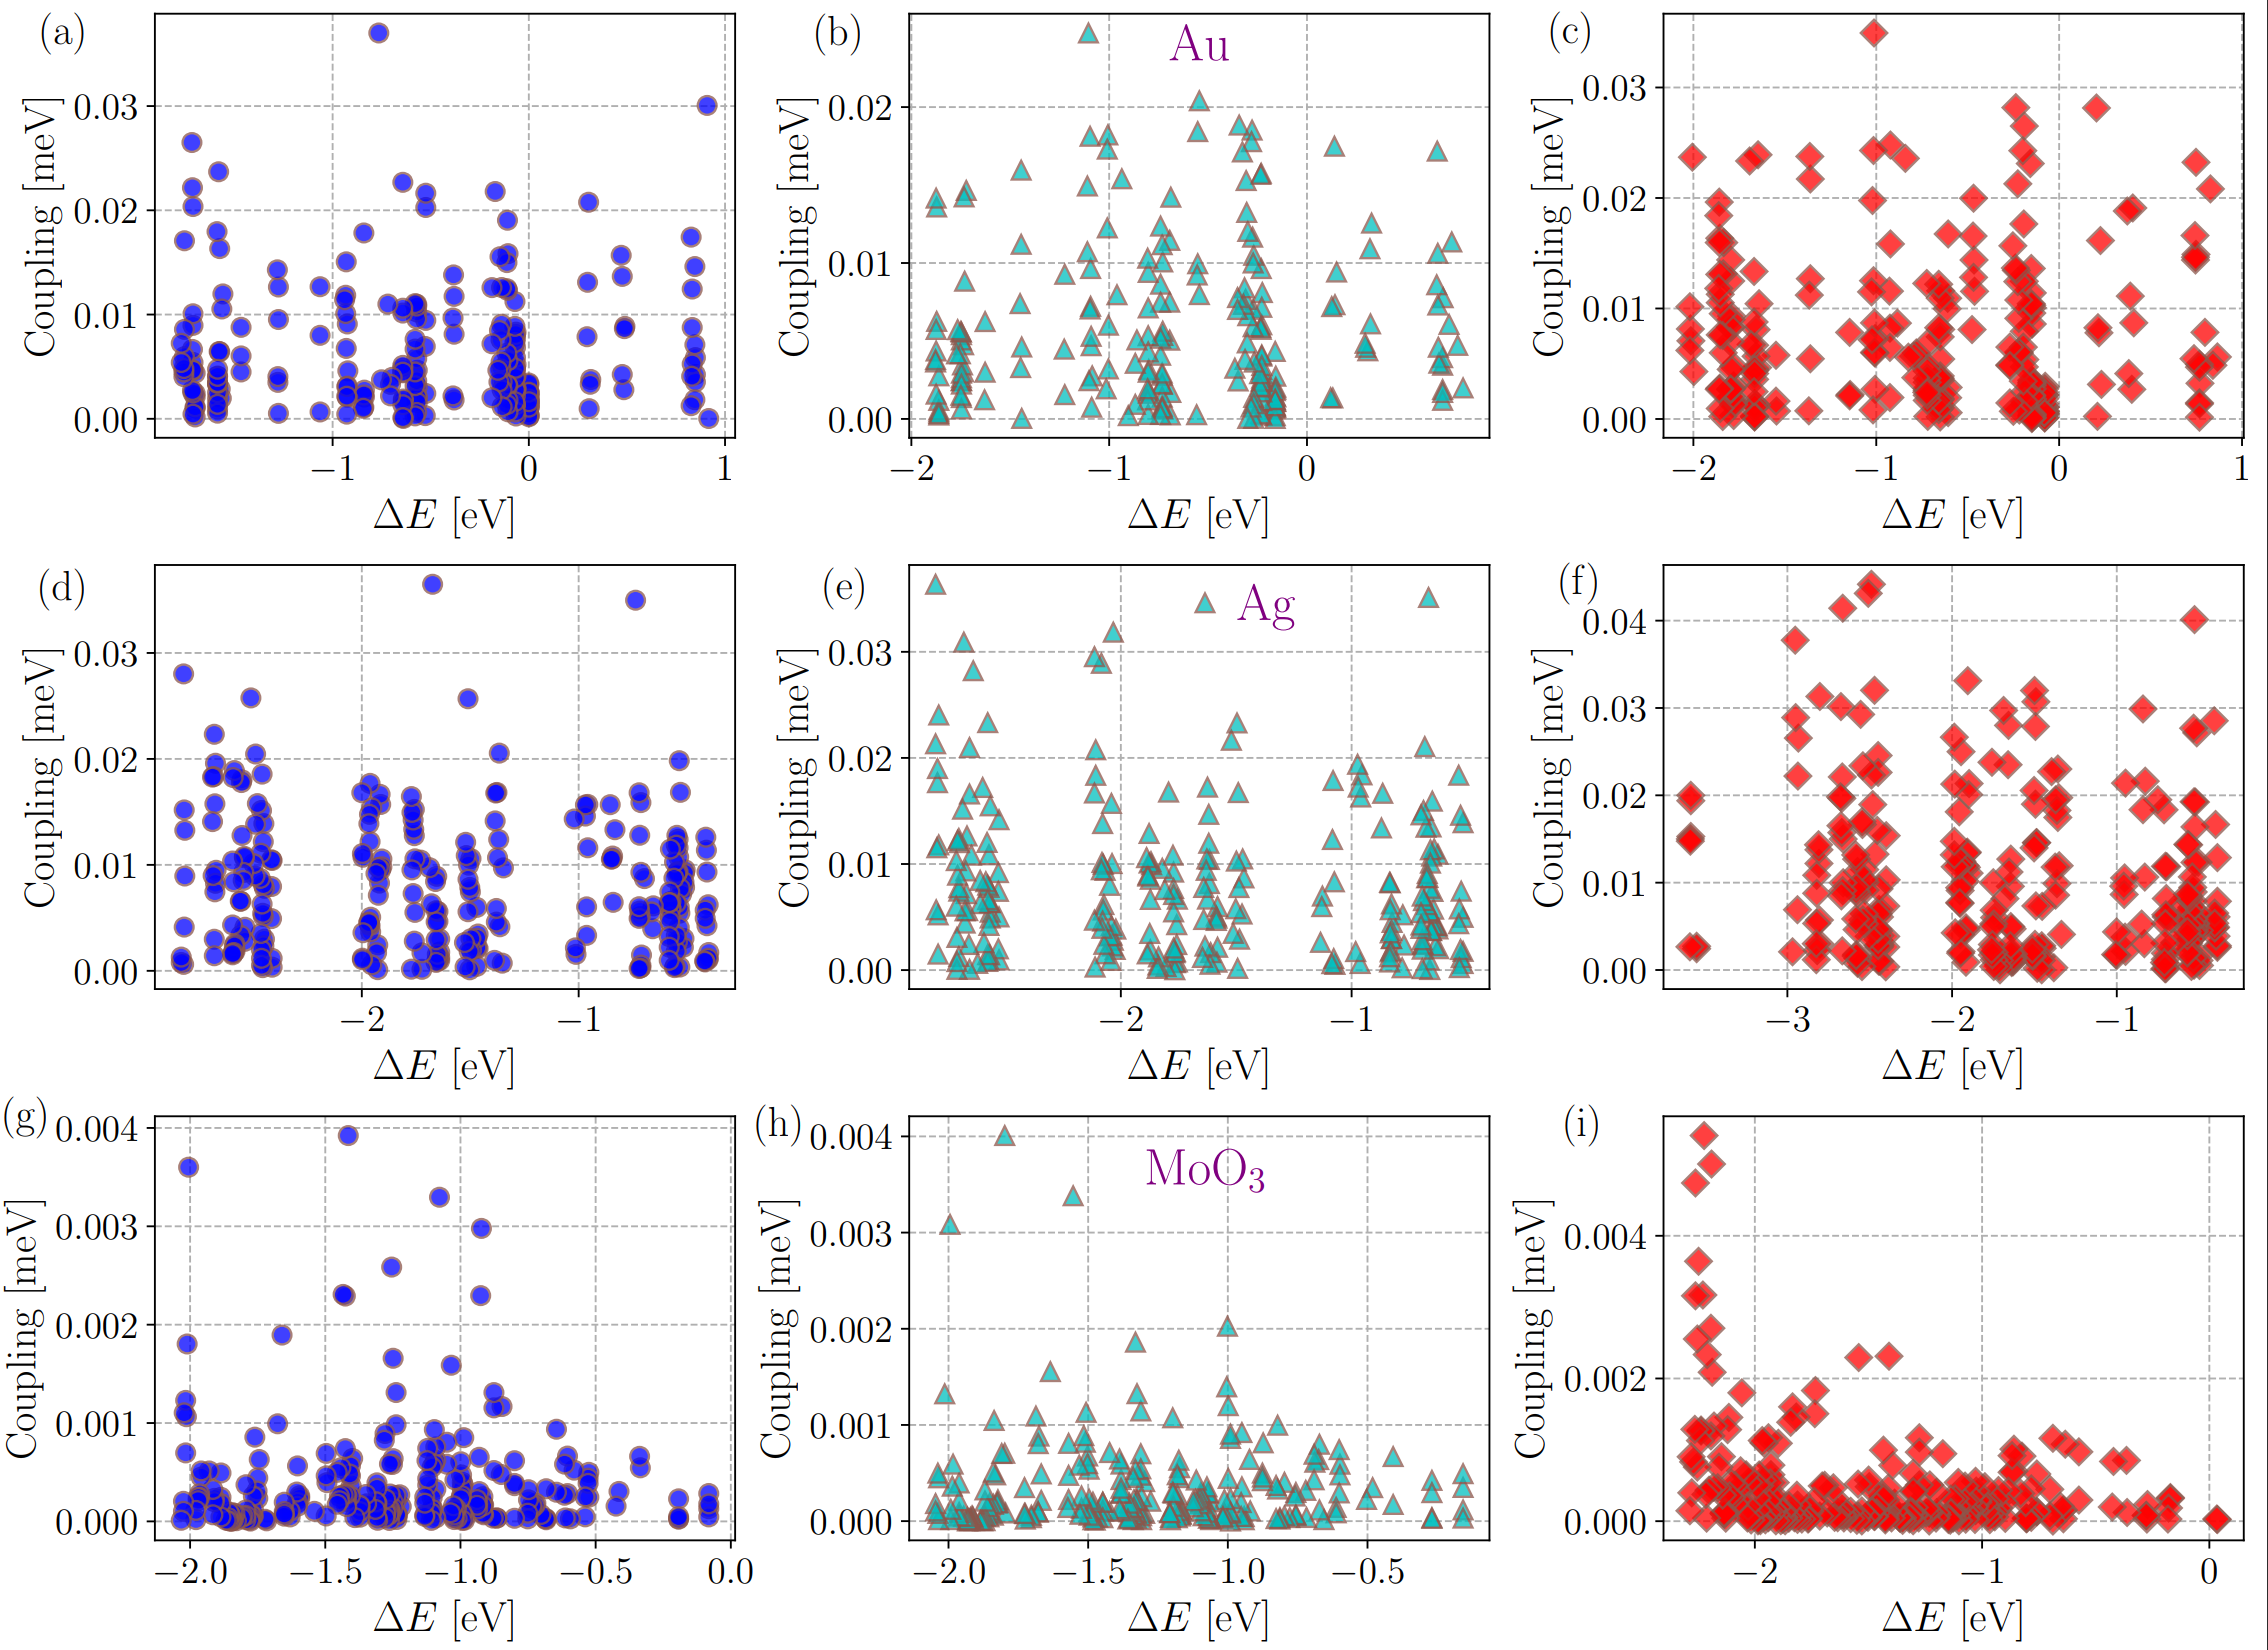 (a)
Coupling [meV]
0.03
0.02
0.01
0.00
−1 0 1
ΔE [eV]
(b)
Au
Coupling [meV]
0.02
0.01
0.00
−2 −1 0
ΔE [eV]
(c)
Coupling [meV]
0.03
0.02
0.01
0.00
−2 −1 0 1
ΔE [eV]
(d)
Coupling [meV]
0.03
0.02
0.01
0.00
−2 −1
ΔE [eV]
(e)
Ag
Coupling [meV]
0.03
0.02
0.01
0.00
−2 −1
ΔE [eV]
(f)
Coupling [meV]
0.04
0.03
0.02
0.01
0.00
−3 −2 −1
ΔE [eV]
(g)
Coupling [meV]
0.004
0.003
0.002
0.001
0.000
−2.0 −1.5 −1.0 −0.5 0.0
ΔE [eV]
(h)
MoO₃
Coupling [meV]
0.004
0.003
0.002
0.001
0.000
−2.0 −1.5 −1.0 −0.5
ΔE [eV]
(i)
Coupling [meV]
0.004
0.002
0.000
−2 −1 0
ΔE [eV]